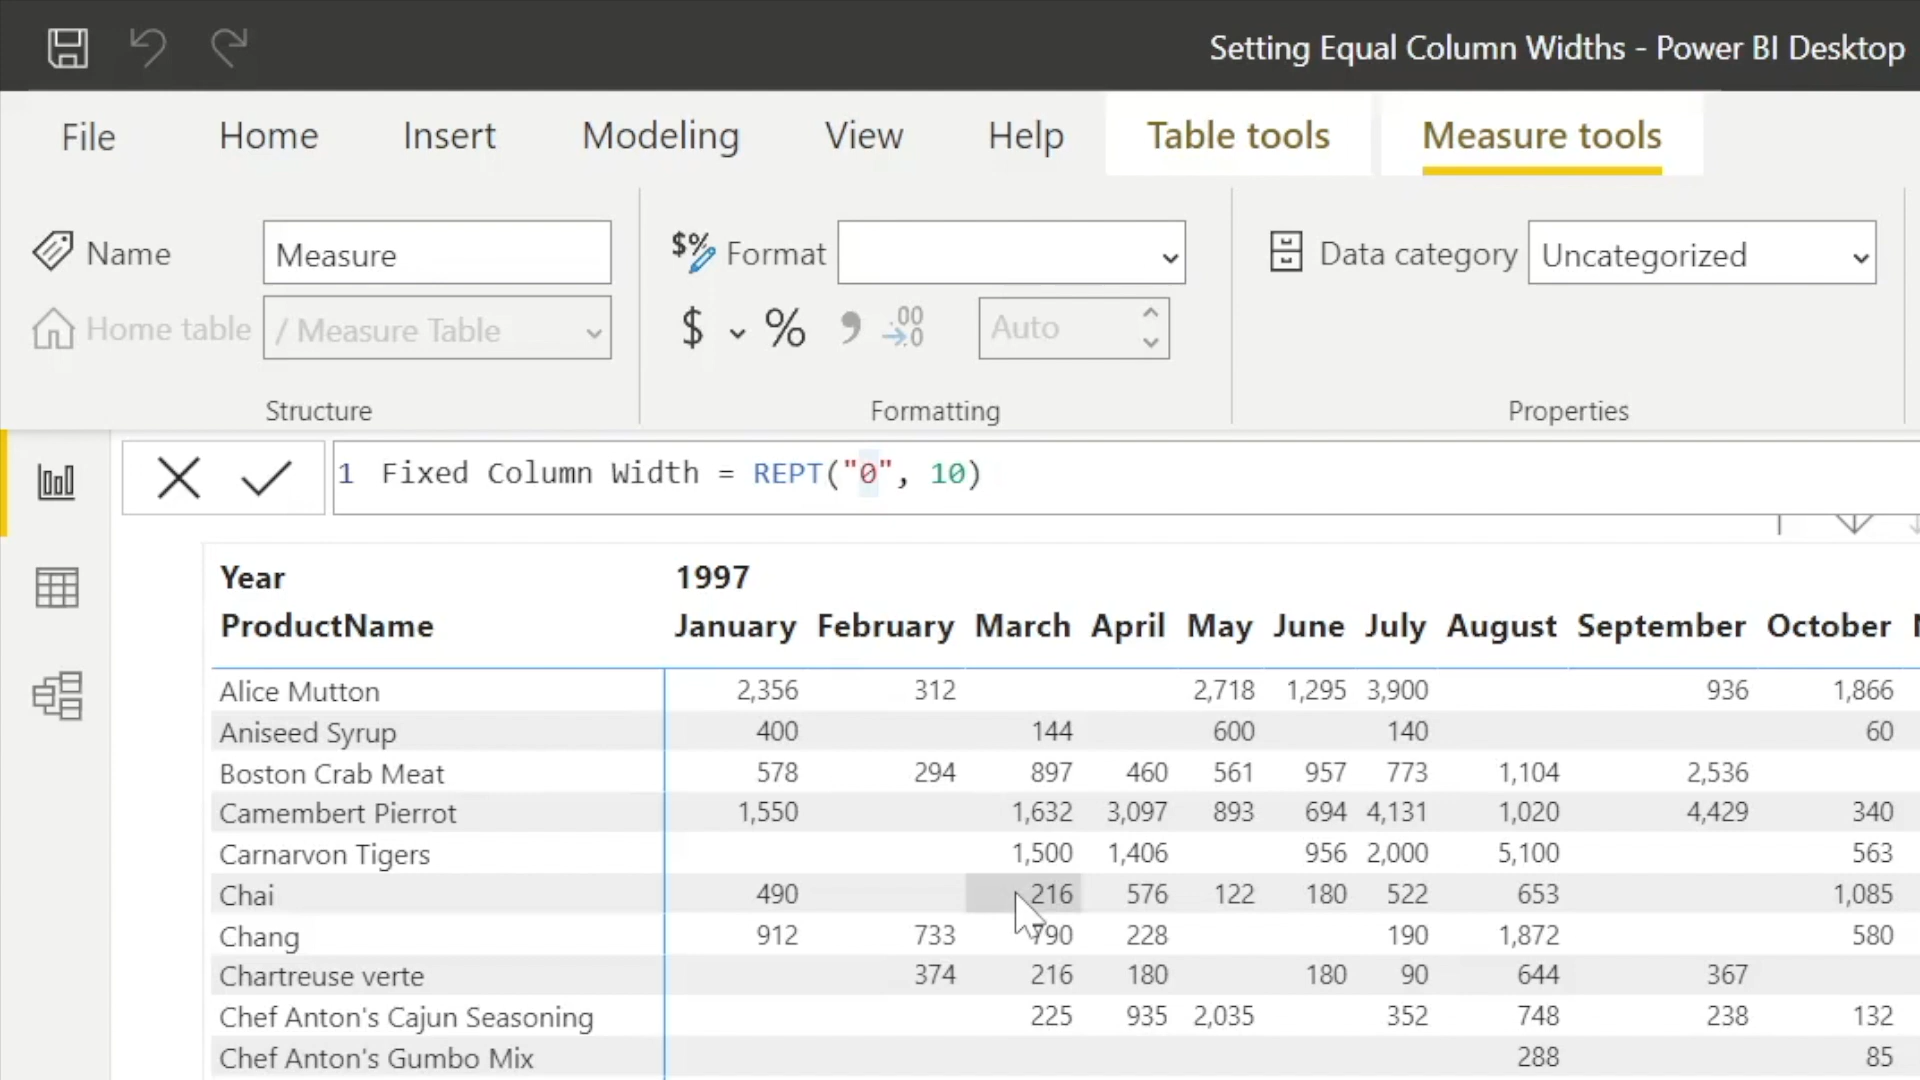 Setting Equal Column Widths - Power BI Desktop
File Home Insert Modeling View Help Table tools Measure tools
Name Measure $% Format Data category Uncategorized
Home table / Measure Table $ % , .00 .0 Auto
Structure Formatting Properties
1 Fixed Column Width = REPT("0", 10)
Year 1997
ProductName January February March April May June July August September October
Alice Mutton 2,356 312 2,718 1,295 3,900 936 1,866
Aniseed Syrup 400 144 600 140 60
Boston Crab Meat 578 294 897 460 561 957 773 1,104 2,536
Camembert Pierrot 1,550 1,632 3,097 893 694 4,131 1,020 4,429 340
Carnarvon Tigers 1,500 1,406 956 2,000 5,100 563
Chai 490 216 576 122 180 522 653 1,085
Chang 912 733 790 228 190 1,872 580
Chartreuse verte 374 216 180 180 90 644 367
Chef Anton's Cajun Seasoning 225 935 2,035 352 748 238 132
Chef Anton's Gumbo Mix 288 85